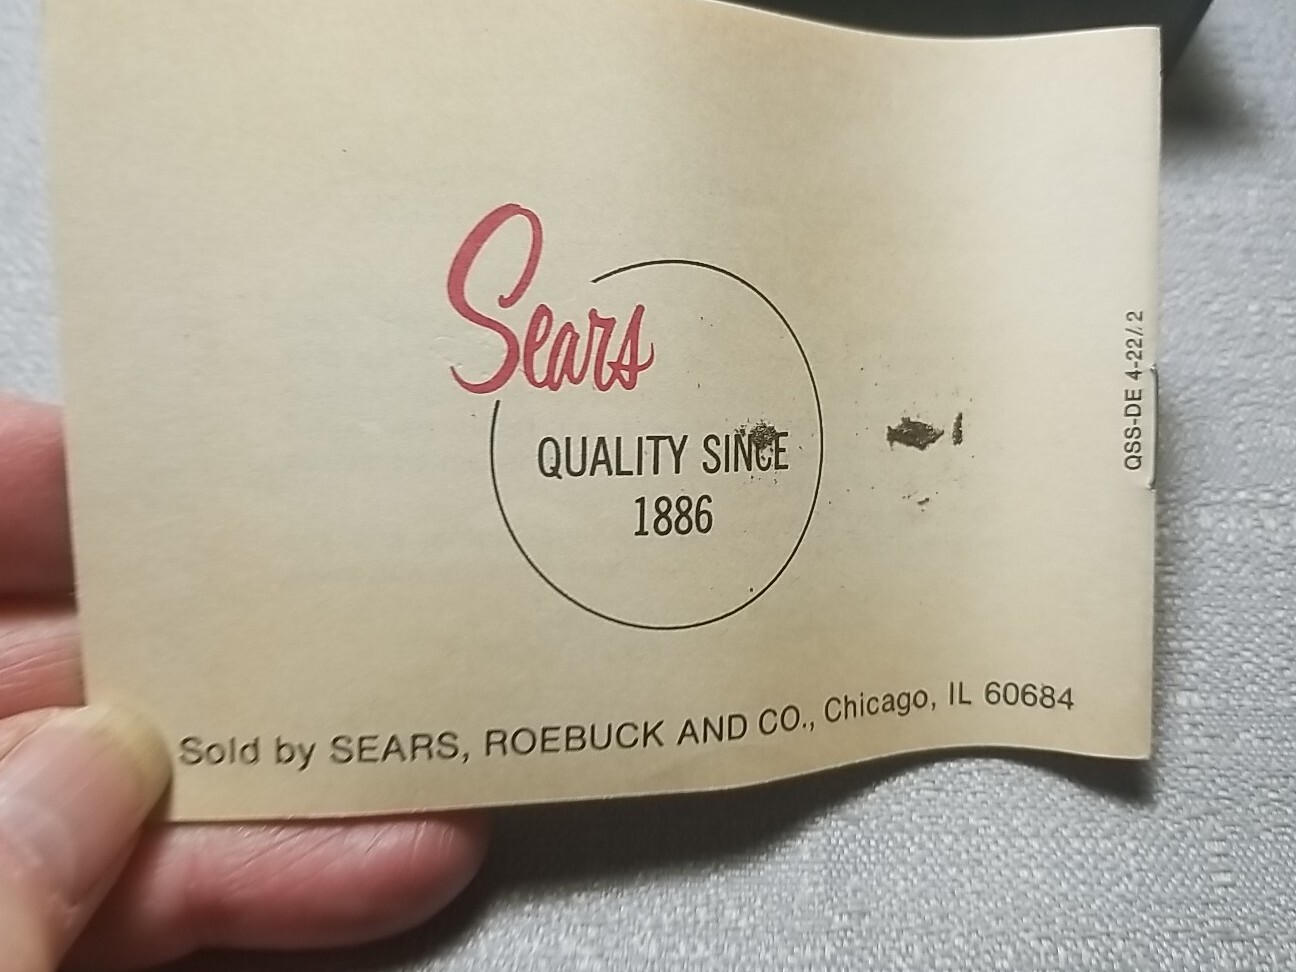 Sears
QUALITY SINCE
1886
Sold by SEARS, ROEBUCK AND CO., Chicago, IL 60684
QSS-DE 4-22/.2